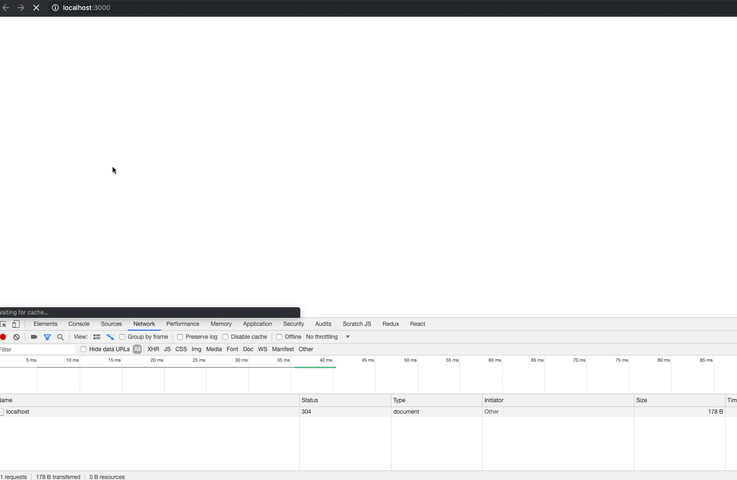 localhost:3000
Waiting for cache...
Elements Console Sources Network Performance Memory Application Security Audits Scratch JS Redux React
View: Group by frame Preserve log Disable cache Offline No throttling
Filter Hide data URLs All XHR JS CSS Img Media Font Doc WS Manifest Other
5 ms 10 ms 15 ms 20 ms 25 ms 30 ms 35 ms 40 ms 45 ms 50 ms 55 ms 60 ms 65 ms 70 ms 75 ms 80 ms 85 ms
Name Status Type Initiator Size Tim
localhost 304 document Other 178 B
1 requests 178 B transferred 0 B resources